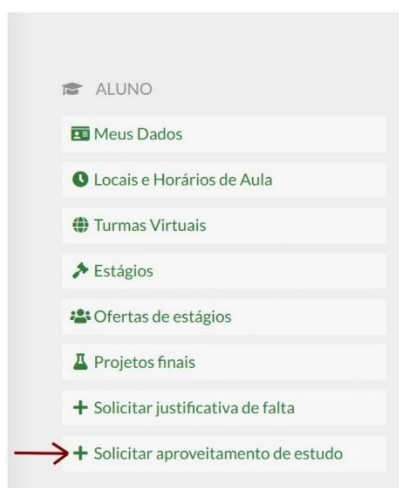 ALUNO
Meus Dados
Locais e Horários de Aula
Turmas Virtuais
Estágios
Ofertas de estágios
Projetos finais
Solicitar justificativa de falta
Solicitar aproveitamento de estudo